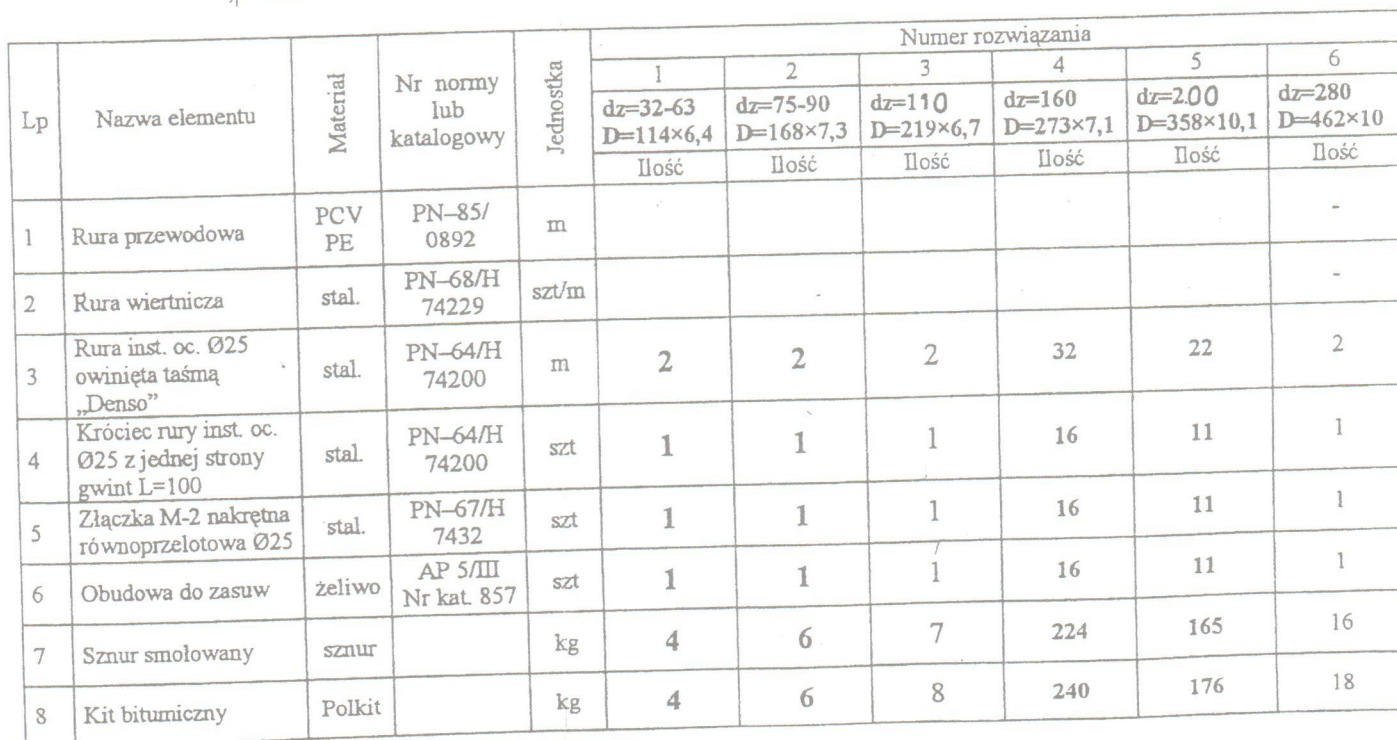 Numer rozwiązania
Lp Nazwa elementu Materiał Nr normy lub katalogowy Jednostka
1 2 3 4 5 6
dz=32-63 dz=75-90 dz=110 dz=160 dz=2.00 dz=280
D=114×6,4 D=168×7,3 D=219×6,7 D=273×7,1 D=358×10,1 D=462×10
Ilość Ilość Ilość Ilość Ilość Ilość
1 Rura przewodowa PCV PE PN–85/ 0892 m -
2 Rura wiertnicza stal. PN–68/H 74229 szt/m -
3 Rura inst. oc. Ø25 owinięta taśmą „Denso” stal. PN–64/H 74200 m 2 2 2 32 22 2
4 Króciec rury inst. oc. Ø25 z jednej strony gwint L=100 stal. PN–64/H 74200 szt 1 1 1 16 11 1
5 Złączka M-2 nakrętna równoprzelotowa Ø25 stal. PN–67/H 7432 szt 1 1 1 16 11 1
6 Obudowa do zasuw żeliwo AP 5/III Nr kat. 857 szt 1 1 1 16 11 1
7 Sznur smołowany sznur kg 4 6 7 224 165 16
8 Kit bitumiczny Polkit kg 4 6 8 240 176 18